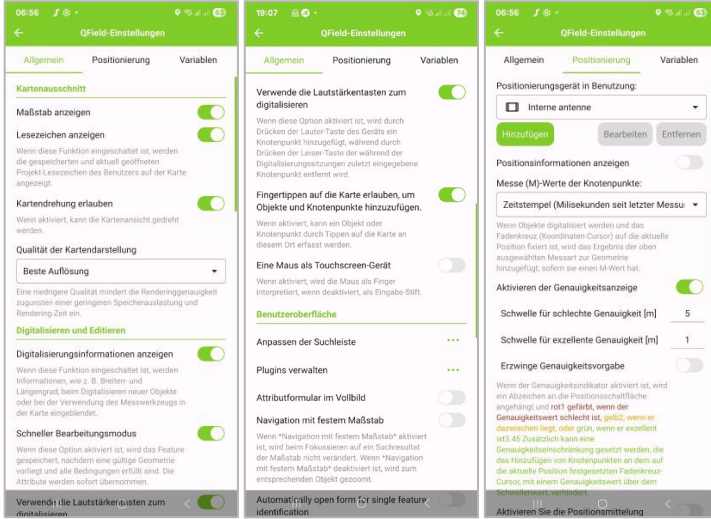 06:56
83
QField-Einstellungen
Allgemein Positionierung Variablen
Kartenausschnitt
Maßstab anzeigen
Lesezeichen anzeigen
Wenn diese Funktion eingeschaltet ist, werden
die gespeicherten und aktuell geöffneten
Projekt-Lesezeichen des Benutzers auf der Karte
angezeigt.
Kartendrehung erlauben
Wenn aktiviert, kann die Kartenansicht gedreht
werden.
Qualität der Kartendarstellung
Beste Auflösung
Eine niedrigere Qualität mindert die Renderinggenauigkeit
zugunsten einer geringeren Speicherauslastung und
Rendering-Zeit ein.
Digitalisieren und Editieren
Digitalisierungsinformationen anzeigen
Wenn diese Funktion eingeschaltet ist, werden
Informationen, wie z. B. Breiten- und
Längengrad, beim Digitalisieren neuer Objekte
oder bei der Verwendung des Messwerkzeugs in
der Karte eingeblendet.
Schneller Bearbeitungsmodus
Wenn diese Option aktiviert ist, wird das Feature
gespeichert, nachdem eine gültige Geometrie
vorliegt und alle Bedingungen erfüllt sind. Die
Attribute werden sofort übernommen.
Verwende die Lautstärkentasten zum
digitalisieren
19:07
74
QField-Einstellungen
Allgemein Positionierung Variablen
Verwende die Lautstärkentasten zum
digitalisieren
Wenn diese Option aktiviert ist, wird durch
Drücken der Lauter-Taste des Geräts ein
Knotenpunkt hinzugefügt, während durch
Drücken der Leiser-Taste der während der
Digitalisierungssitzungen zuletzt eingegebene
Knotenpunkt entfernt wird.
Fingertippen auf die Karte erlauben, um
Objekte und Knotenpunkte hinzuzufügen.
Wenn aktiviert, kann ein Objekt oder
Knotenpunkt durch Tippen auf die Karte an
diesem Ort erfasst werden.
Eine Maus als Touchscreen-Gerät
Wenn aktiviert, wird die Maus als Finger
interpretiert, wenn deaktiviert, als Eingabe-Stift.
Benutzeroberfläche
Anpassen der Suchleiste
Plugins verwalten
Attributformular im Vollbild
Navigation mit festem Maßstab
Wenn *Navigation mit festem Maßstab* aktiviert
ist, wird beim Fokussieren auf ein Suchresultat
der Maßstab nicht verändert. Wenn *Navigation
mit festem Maßstab* deaktiviert ist, wird zum
entsprechenden Objekt gezoomt.
Automatically open form for single feature
identification
06:56
83
QField-Einstellungen
Allgemein Positionierung Variablen
Positionierungsgerät in Benutzung:
Interne antenne
Hinzufügen Bearbeiten Entfernen
Positionsinformationen anzeigen
Messe (M)-Werte der Knotenpunkte:
Zeitstempel (Milisekunden seit letzter Messu
Wenn Objekte digitalisiert werden und das
Fadenkreuz (Koordinaten-Cursor) auf die aktuelle
Position fixiert ist, wird das Ergebnis der oben
ausgewählten Messart zur Geometrie
hinzugefügt, sofern sie einen M-Wert hat.
Aktivieren der Genauigkeitsanzeige
Schwelle für schlechte Genauigkeit [m] 5
Schwelle für exzellente Genauigkeit [m] 1
Erzwinge Genauigkeitsvorgabe
Wenn der Genauigkeitsindikator aktiviert ist, wird
ein Abzeichen an die Positionsschaltfläche
angehängt und rot1 gefärbt, wenn der
Genauigkeitswert schlecht ist, gelb2, wenn er
dazwischen liegt, oder grün, wenn er exzellent
ist3.45 Zusätzlich kann eine
Genauigkeitseinschränkung gesetzt werden, die
das Hinzufügen von Knotenpunkten an dem auf
die aktuelle Position festgesetzten Fadenkreuz-
Cursor, mit einem Genauigkeitswert über dem
Schwellenwert, verhindert.
Aktivieren Sie die Positionsmittelung